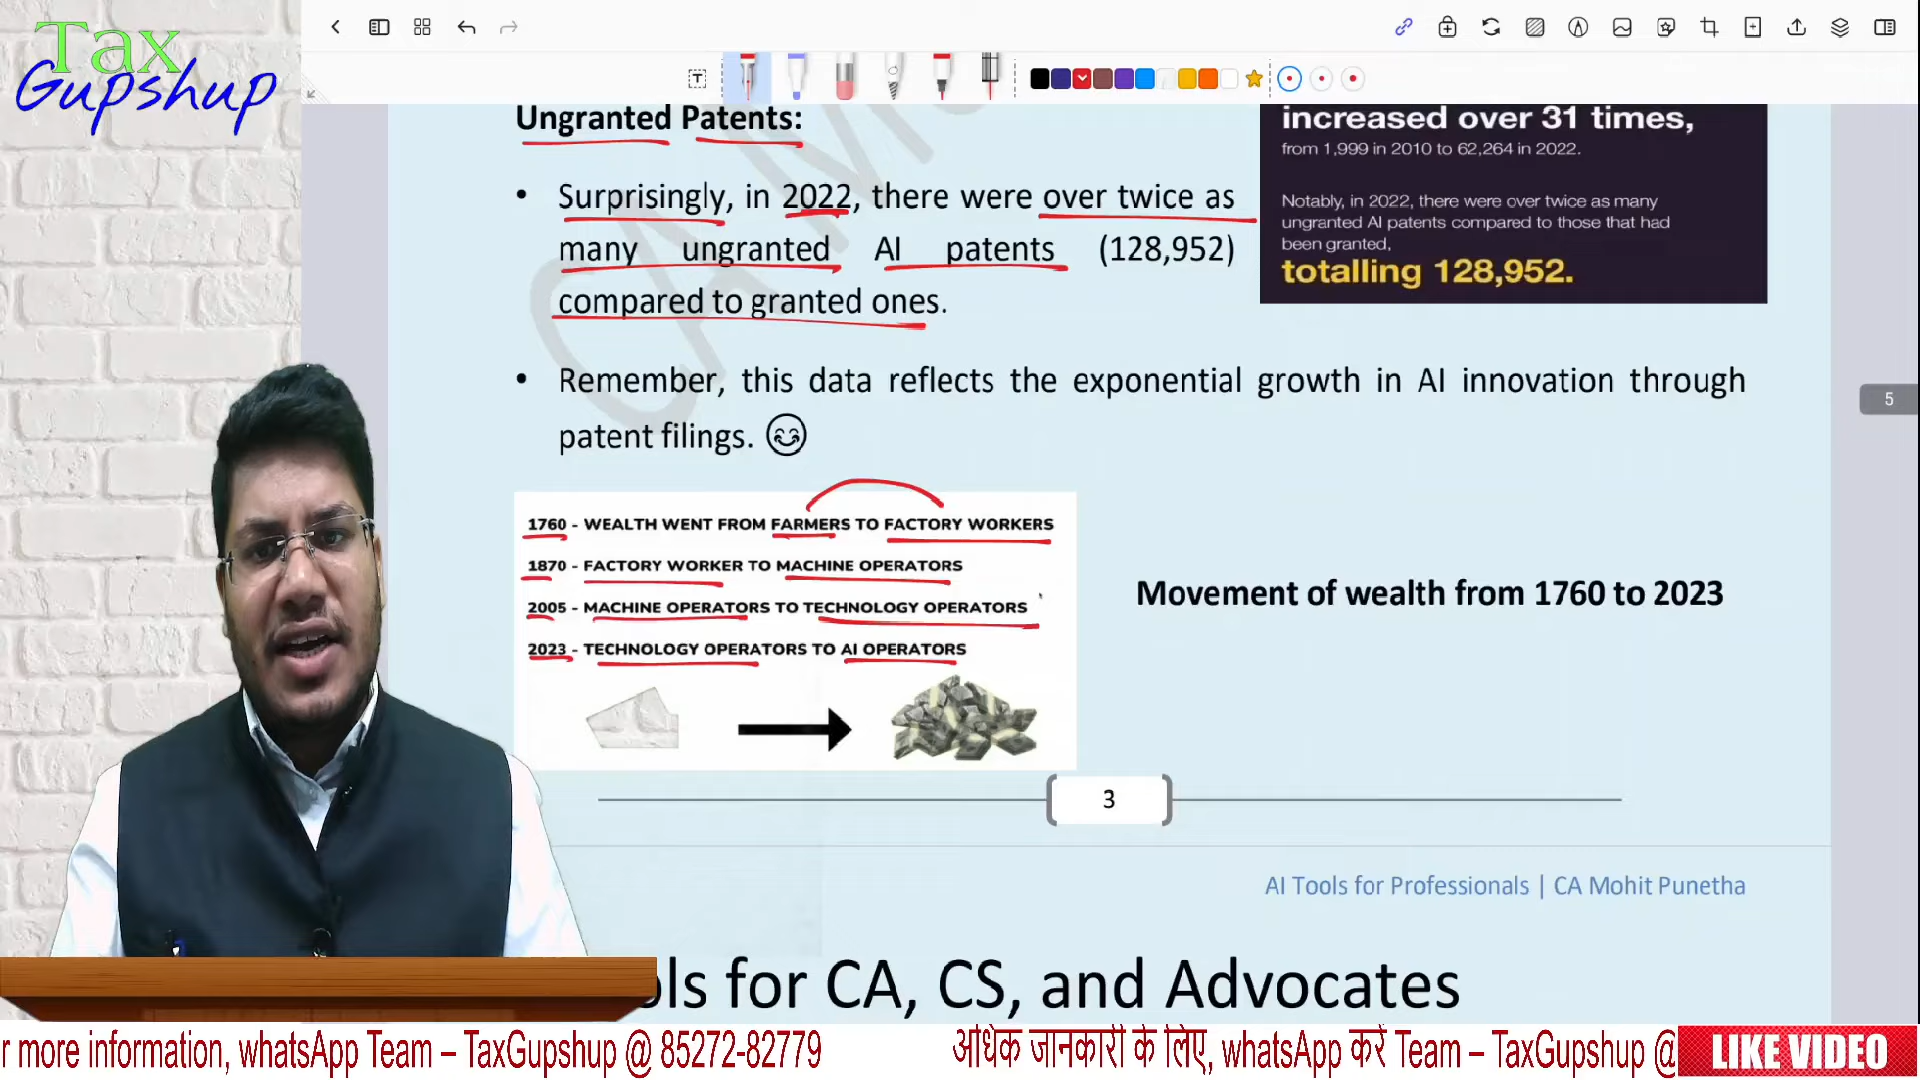 Tax
Gupshup
Ungranted Patents:
• Surprisingly, in 2022, there were over twice as
many ungranted AI patents (128,952)
compared to granted ones.
• Remember, this data reflects the exponential growth in AI innovation through
patent filings.
increased over 31 times,
from 1,999 in 2010 to 62,264 in 2022.
Notably, in 2022, there were over twice as many
ungranted AI patents compared to those that had
been granted,
totalling 128,952.
5
1760 - WEALTH WENT FROM FARMERS TO FACTORY WORKERS
1870 - FACTORY WORKER TO MACHINE OPERATORS
2005 - MACHINE OPERATORS TO TECHNOLOGY OPERATORS
2023 - TECHNOLOGY OPERATORS TO AI OPERATORS
Movement of wealth from 1760 to 2023
3
AI Tools for Professionals | CA Mohit Punetha
ols for CA, CS, and Advocates
r more information, whatsApp Team – TaxGupshup @ 85272-82779
अधिक जानकारी के लिए, whatsApp करें Team – TaxGupshup @
LIKE VIDEO